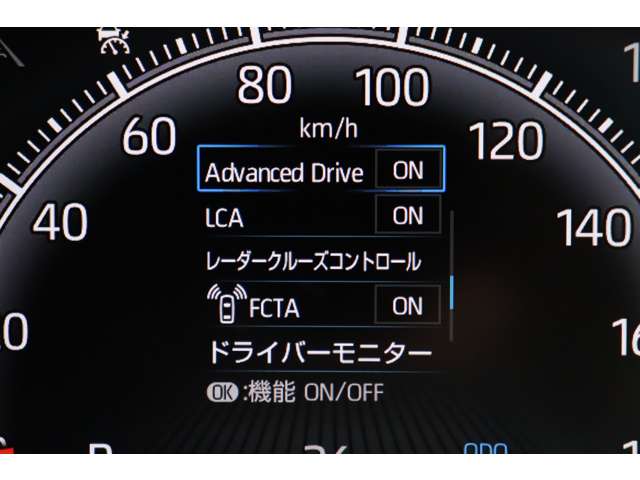 80 100
60 km/h 120
Advanced Drive ON
40 LCA ON 140
レーダークルーズコントロール
FCTA ON
ドライバーモニター
OK :機能 ON/OFF